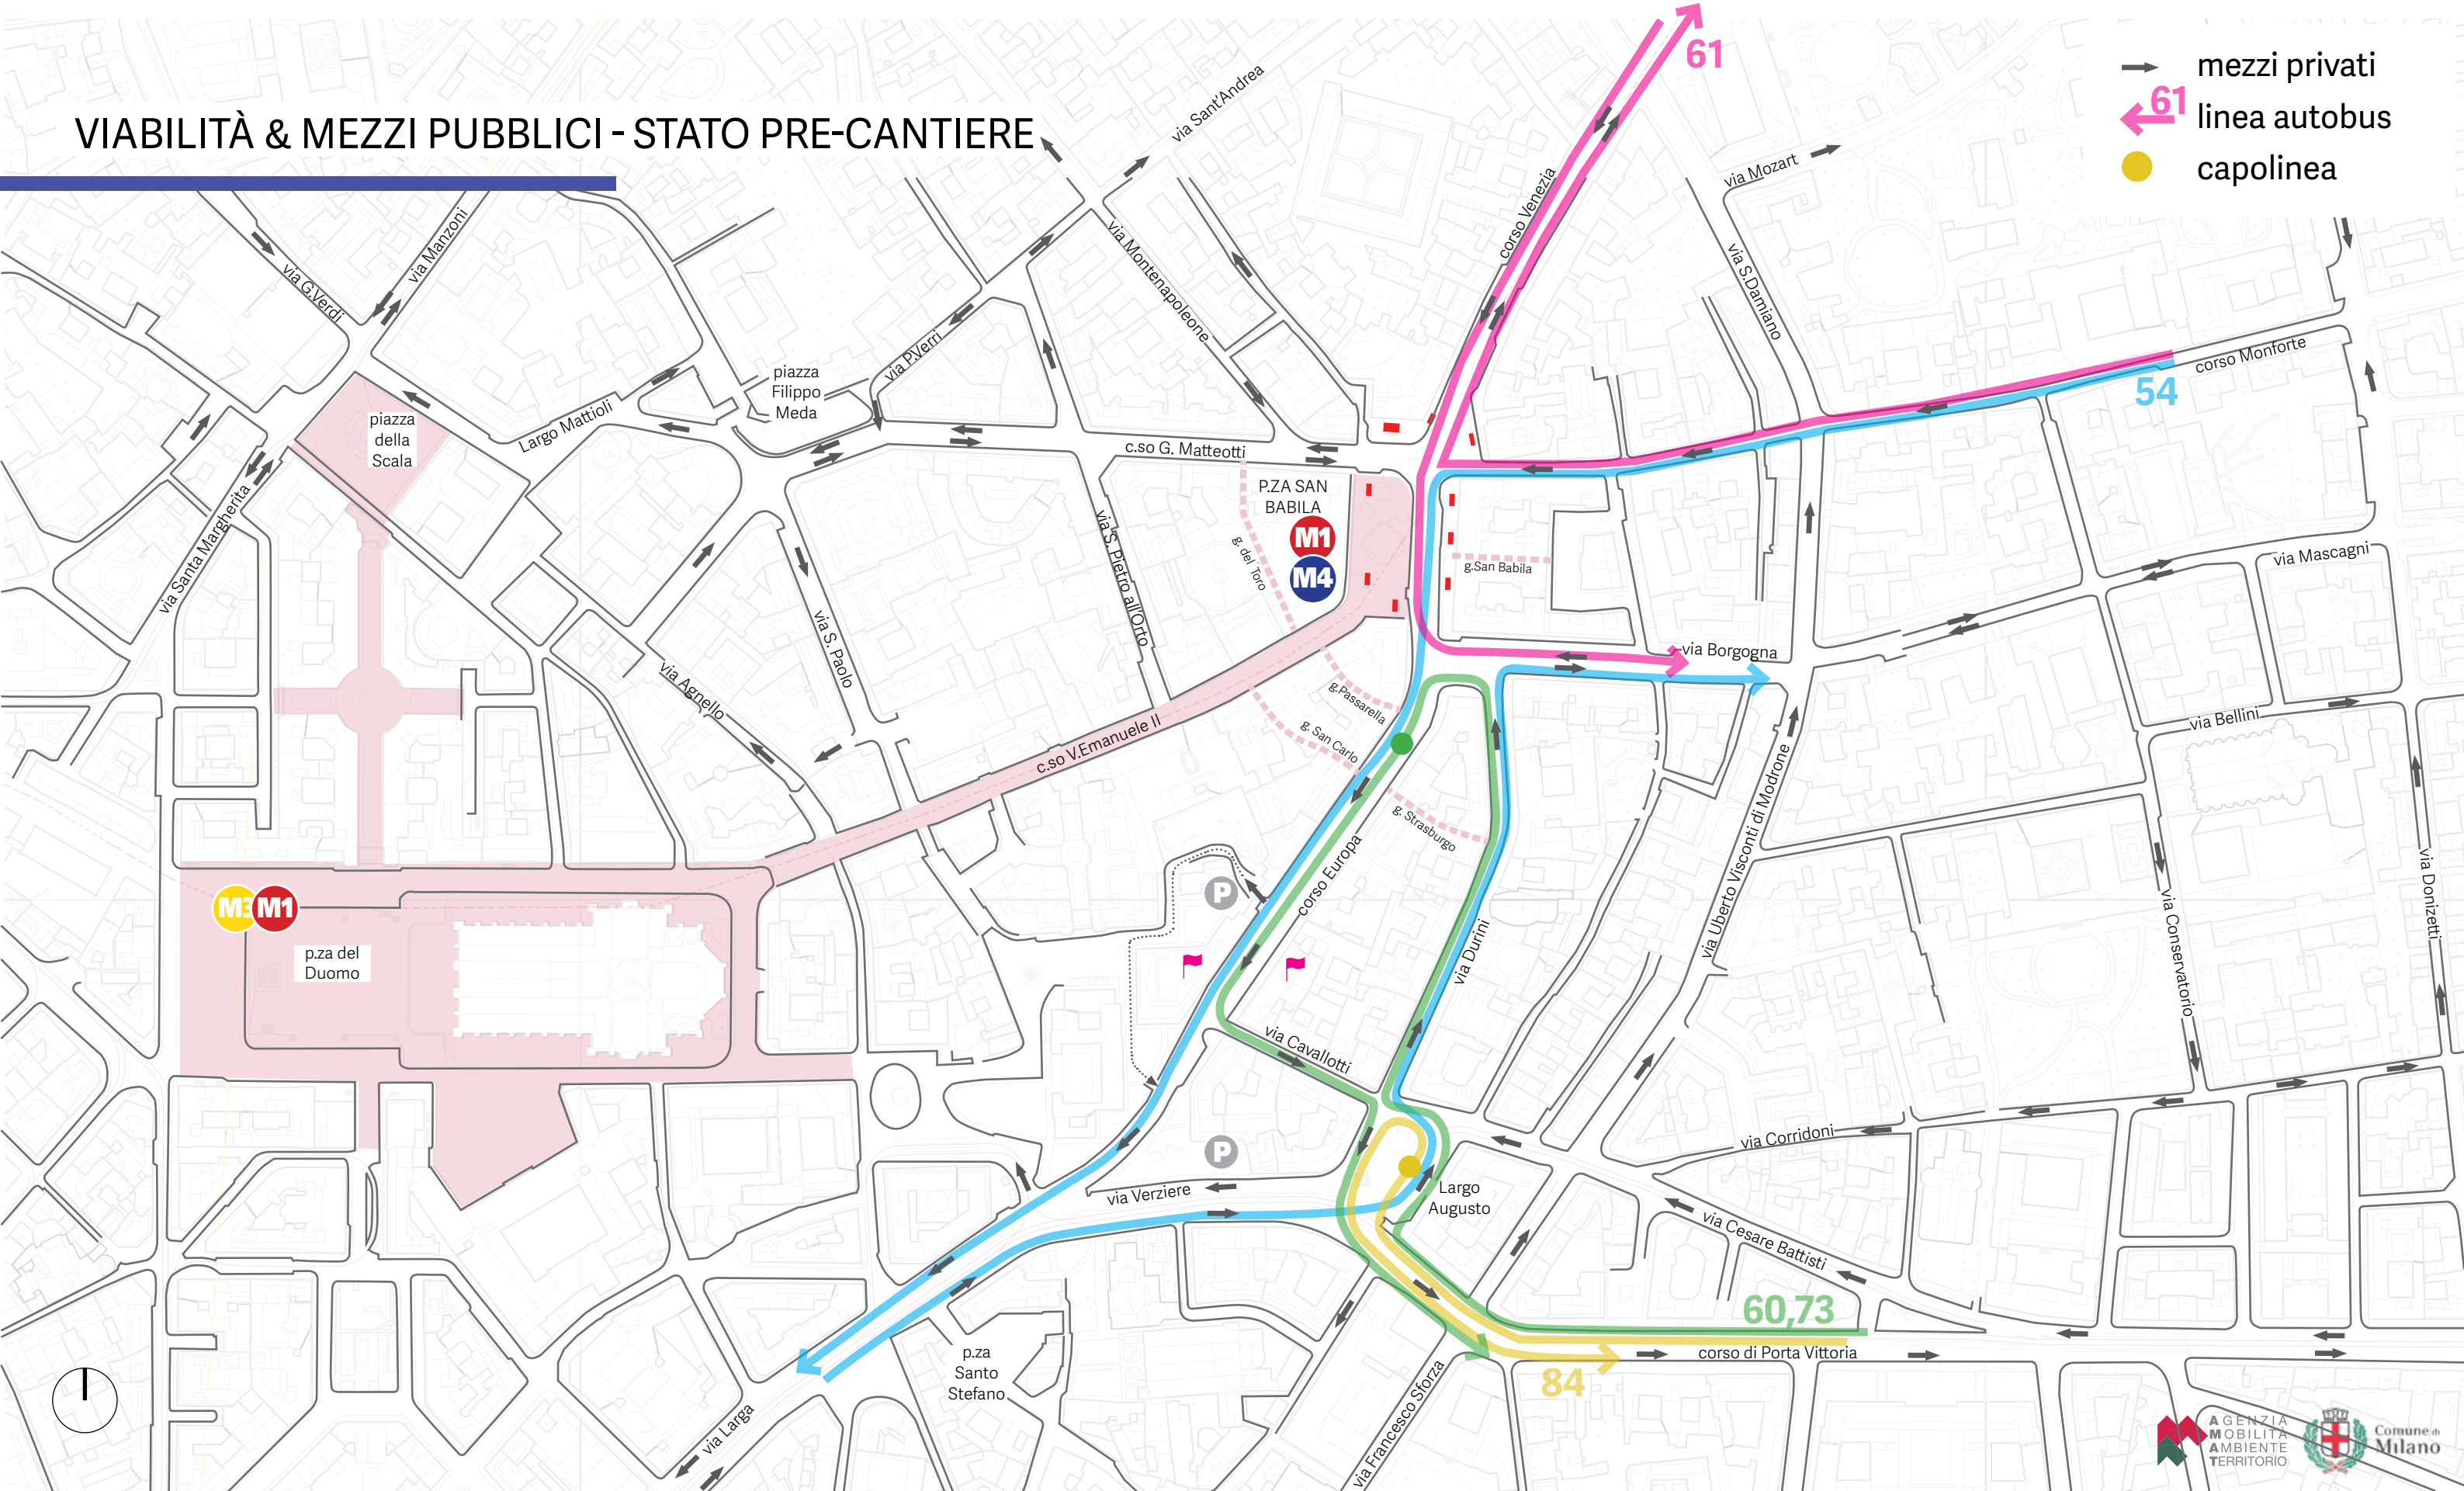 VIABILITÀ & MEZZI PUBBLICI - STATO PRE-CANTIERE
61
mezzi privati
61
linea autobus
capolinea
via Sant'Andrea
via Mozart
corso Venezia
via Manzoni
via G.Verdi
via Montenapoleone
via S.Damiano
via P.Verri
piazza
Filippo
Meda
corso Monforte
54
piazza
della
Scala
Largo Mattioli
c.so G. Matteotti
P.ZA SAN
BABILA
M1
M4
via Santa Margherita
via S. Pietro all'Orto
g. del Toro
g.San Babila
via Mascagni
via S. Paolo
via Agnello
via Borgogna
g.Passarella
g. San Carlo
c.so V.Emanuele II
via Bellini
g. Strasburgo
corso Europa
via Uberto Visconti di Modrone
via Donizetti
via Conservatorio
P
M3
M1
p.za del
Duomo
via Durini
via Cavallotti
P
via Corridoni
via Verziere
Largo
Augusto
via Cesare Battisti
60,73
corso di Porta Vittoria
84
p.za
Santo
Stefano
via Larga
via Francesco Sforza
AGENZIA
MOBILITÀ
AMBIENTE
TERRITORIO
Comune di
Milano